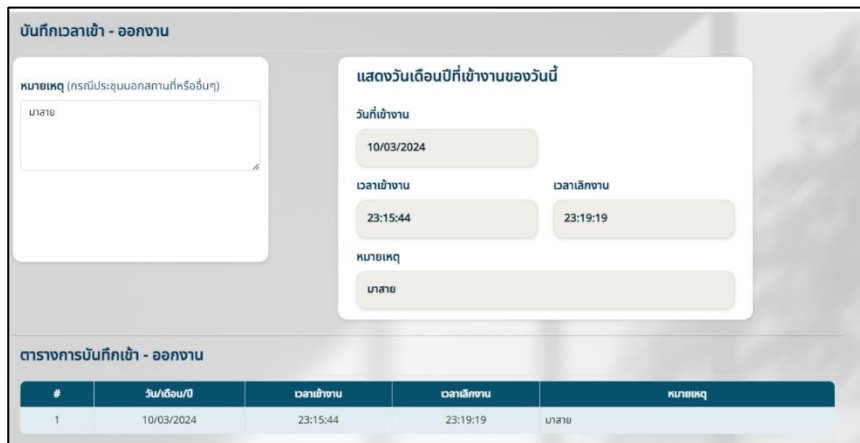 บันทึกเวลาเข้า - ออกงาน
หมายเหตุ (กรณีประชุมนอกสถานที่หรืออื่นๆ)
มาสาย
แสดงวันเดือนปีที่เข้างานของวันนี้
วันที่เข้างาน
10/03/2024
เวลาเข้างาน เวลาเลิกงาน
23:15:44 23:19:19
หมายเหตุ
มาสาย
ตารางการบันทึกเข้า - ออกงาน
# วัน/เดือน/ปี เวลาเข้างาน เวลาเลิกงาน หมายเหตุ
1 10/03/2024 23:15:44 23:19:19 มาสาย